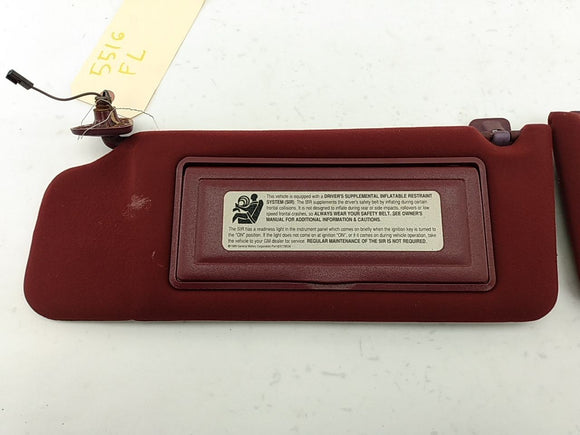 5516
FL
This vehicle is equipped with a DRIVER'S SUPPLEMENTAL INFLATABLE RESTRAINT
SYSTEM (SIR). The SIR supplements the driver's safety belt by inflating during certain
frontal collisions. It is not designed to inflate during rear or side impacts, rollovers or low
speed frontal crashes, so ALWAYS WEAR YOUR SAFETY BELT. SEE OWNER'S
MANUAL FOR ADDITIONAL INFORMATION & CAUTIONS.
The SIR has a readiness light in the instrument panel which comes on briefly when the ignition key is turned to
the "ON" position. If the light does not come on at ignition "ON", or if it comes on during vehicle operation, take
the vehicle to your GM dealer for service. REGULAR MAINTENANCE OF THE SIR IS NOT REQUIRED.
General Motors Corporation